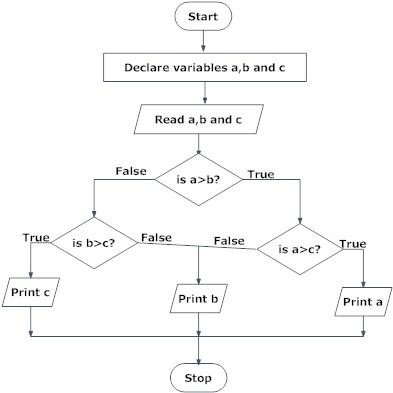 Start
Declare variables a,b and c
Read a,b and c
is a>b?
False
True
is b>c?
is a>c?
True
False
False
True
Print c
Print b
Print a
Stop